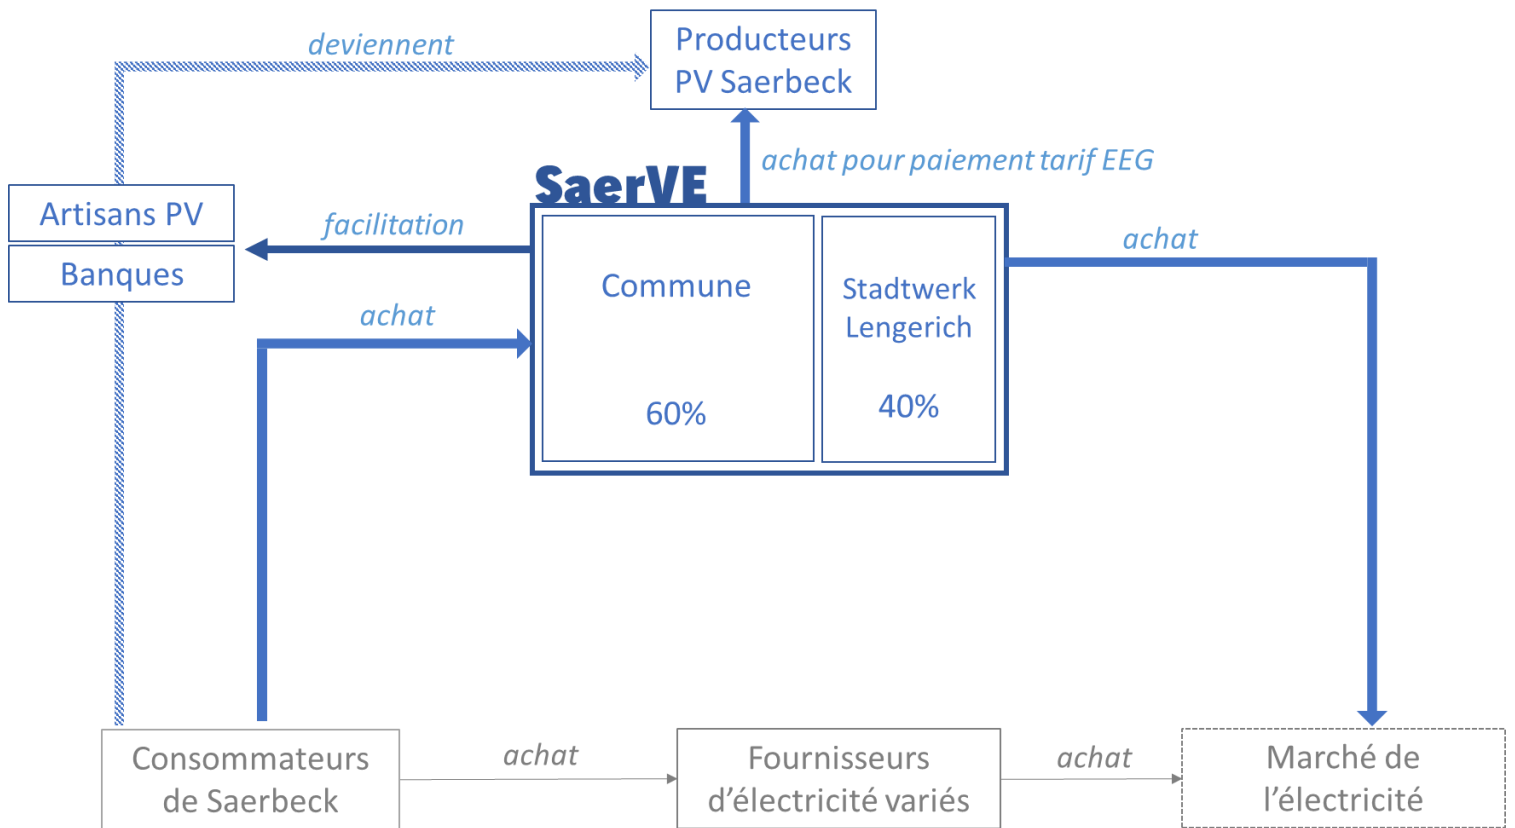 deviennent
Producteurs
PV Saerbeck
achat pour paiement tarif EEG
SaerVE
Artisans PV
Banques
facilitation
achat
achat
Commune
60%
Stadtwerk
Lengerich
40%
Consommateurs
de Saerbeck
achat
Fournisseurs
d’électricité variés
achat
Marché de
l’électricité